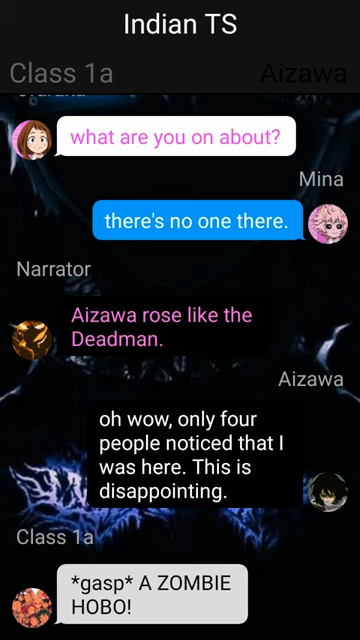 Indian TS
Class 1a
Aizawa
what are you on about?
Mina
there's no one there.
Narrator
Aizawa rose like the
Deadman.
Aizawa
oh wow, only four
people noticed that I
was here. This is
disappointing.
Class 1a
*gasp* A ZOMBIE
HOBO!